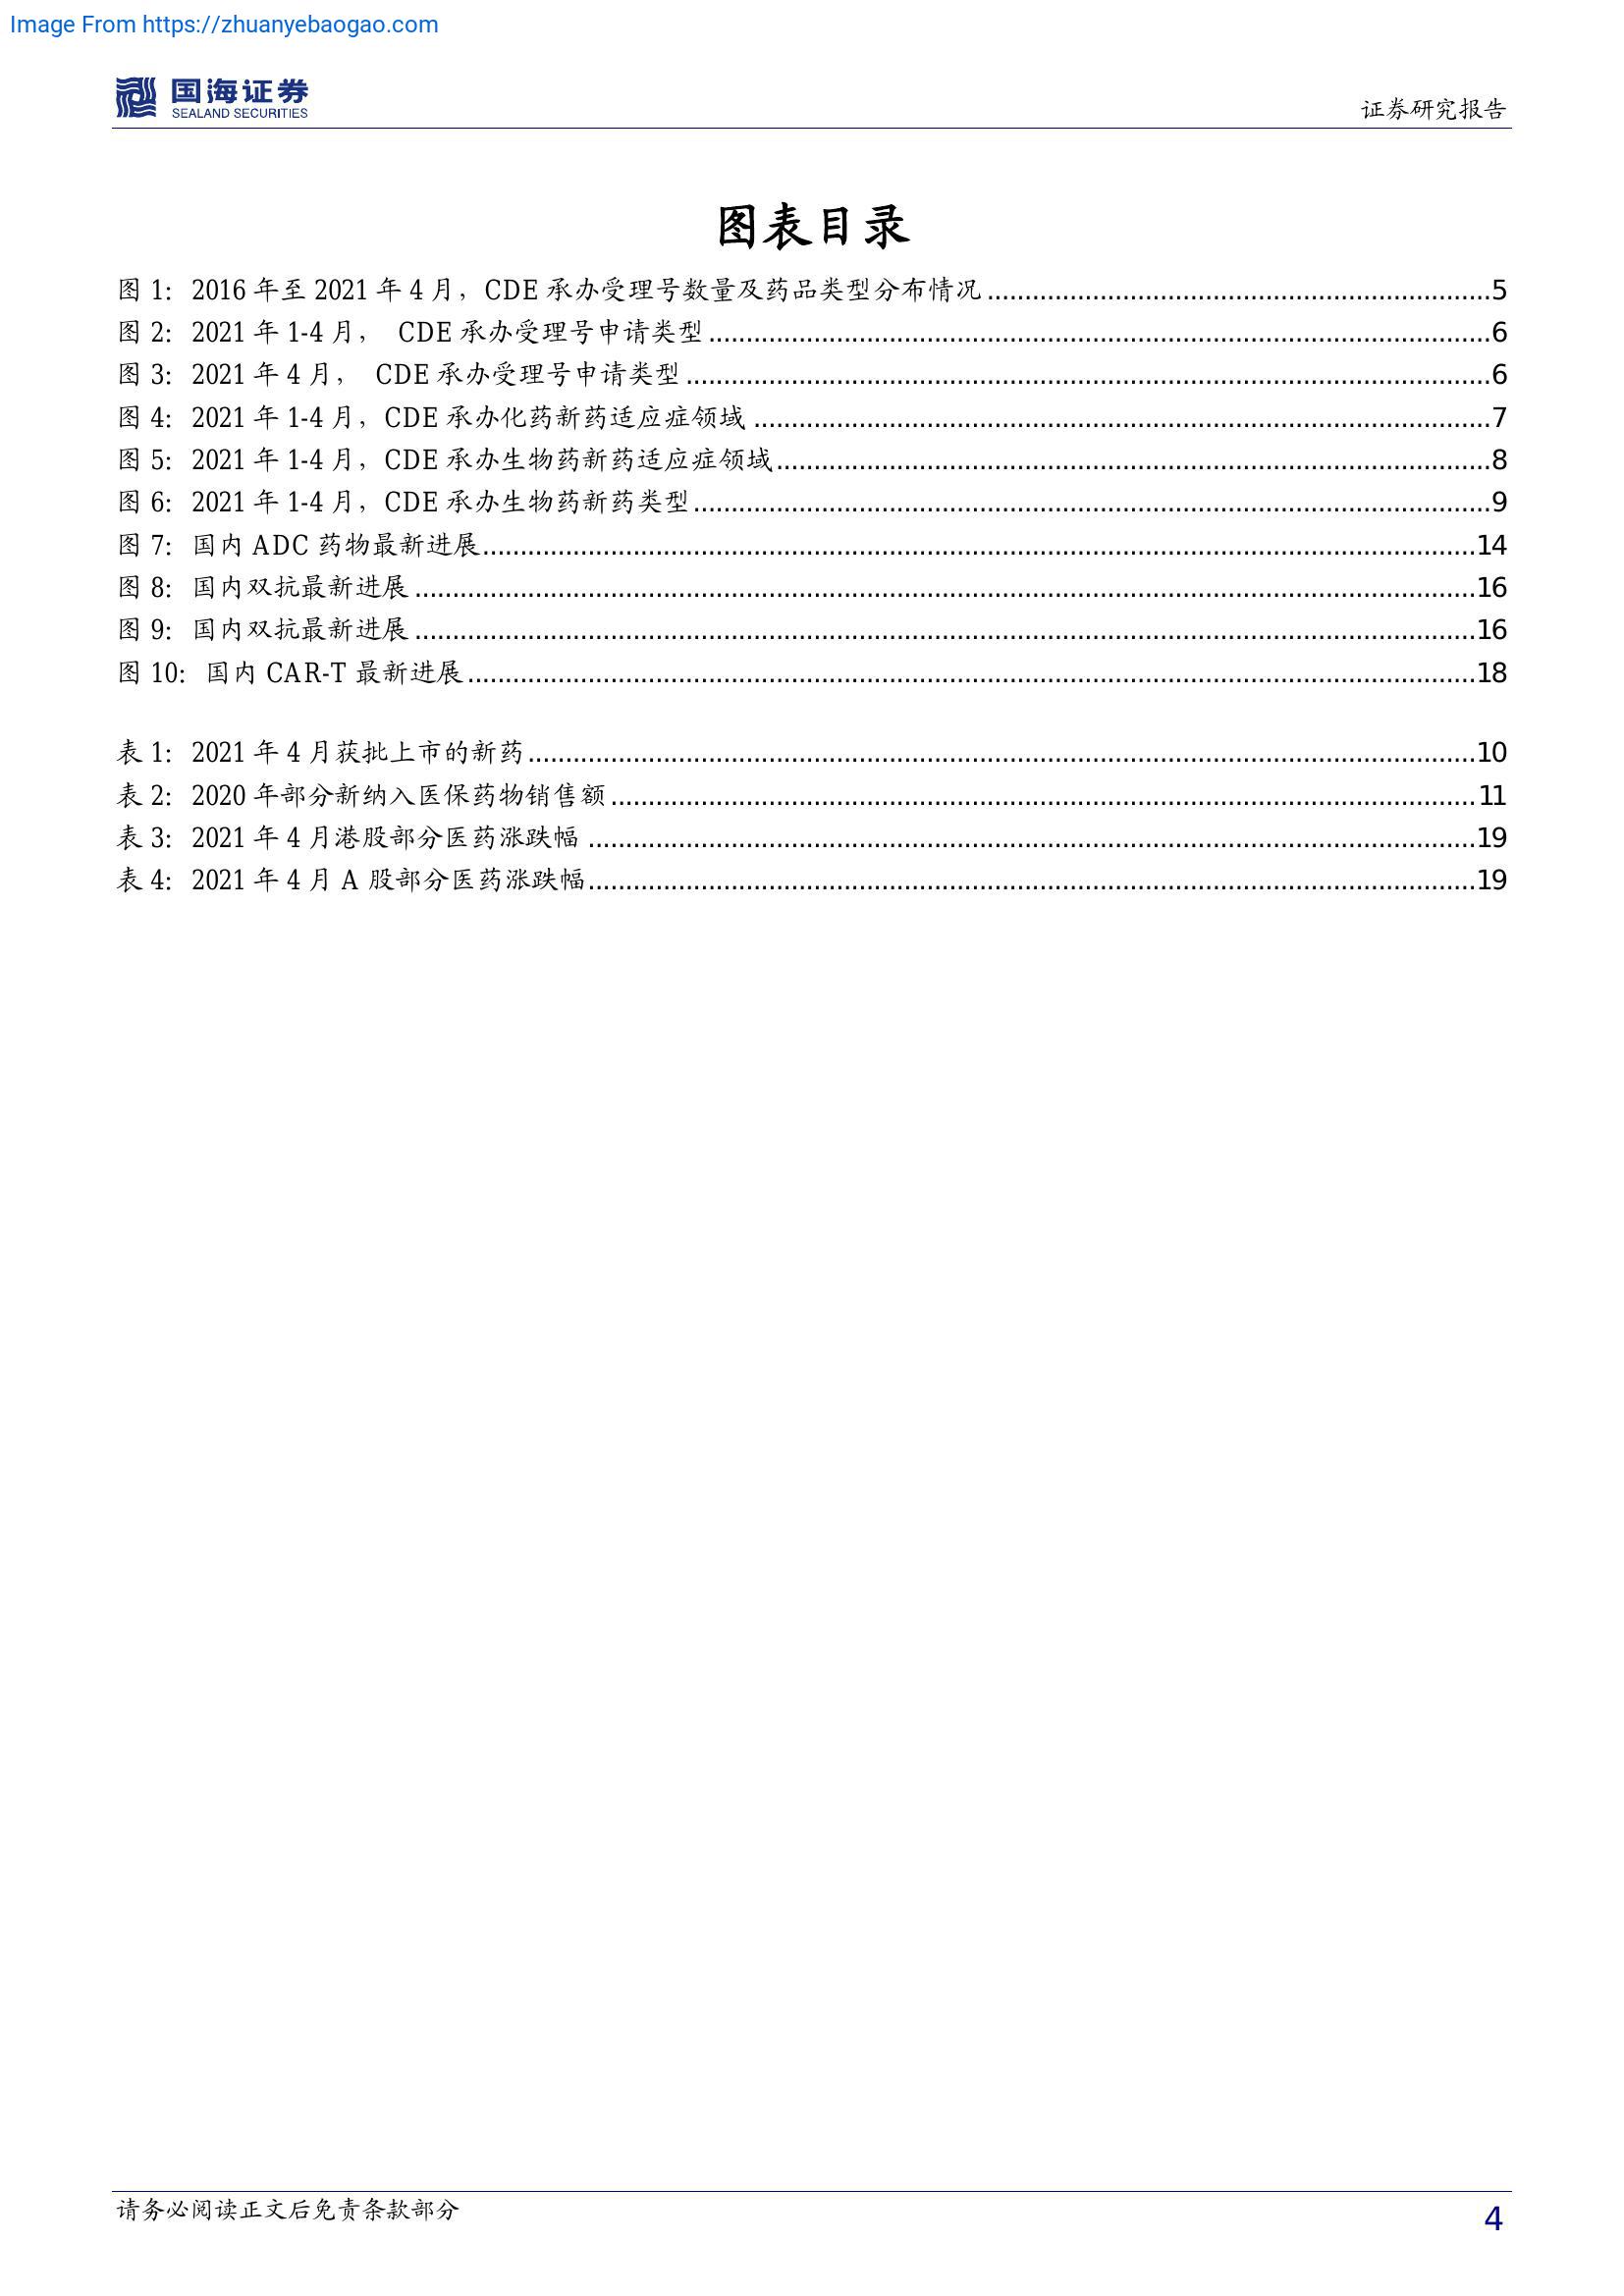 Image From https://zhuanyebaogao.com
国海证券
SEALAND SECURITIES
证券研究报告
图表目录
图 1: 2016 年至 2021 年 4 月，CDE 承办受理号数量及药品类型分布情况 ..........5
图 2: 2021 年 1-4 月， CDE 承办受理号申请类型 ..........6
图 3: 2021 年 4 月， CDE 承办受理号申请类型 ..........6
图 4: 2021 年 1-4 月，CDE 承办化药新药适应症领域 ..........7
图 5: 2021 年 1-4 月，CDE 承办生物药新药适应症领域..........8
图 6: 2021 年 1-4 月，CDE 承办生物药新药类型..........9
图 7: 国内 ADC 药物最新进展..........14
图 8: 国内双抗最新进展 ..........16
图 9: 国内双抗最新进展 ..........16
图 10: 国内 CAR-T 最新进展..........18
表 1: 2021 年 4 月获批上市的新药..........10
表 2: 2020 年部分新纳入医保药物销售额..........11
表 3: 2021 年 4 月港股部分医药涨跌幅 ..........19
表 4: 2021 年 4 月 A 股部分医药涨跌幅..........19
请务必阅读正文后免责条款部分
4